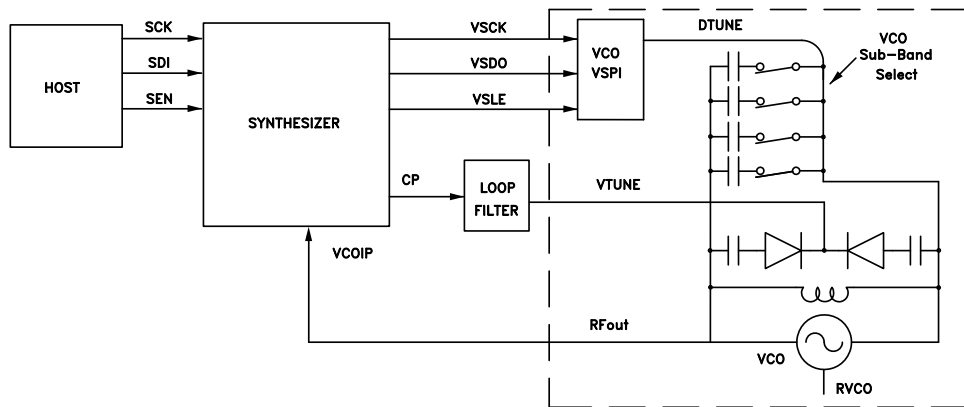 HOST
SCK
SDI
SEN
SYNTHESIZER
VSCK
VSDO
VSLE
VCO
VSPI
DTUNE
VCO
Sub-Band
Select
CP
LOOP
FILTER
VTUNE
VCOIP
RFout
VCO
RVCO